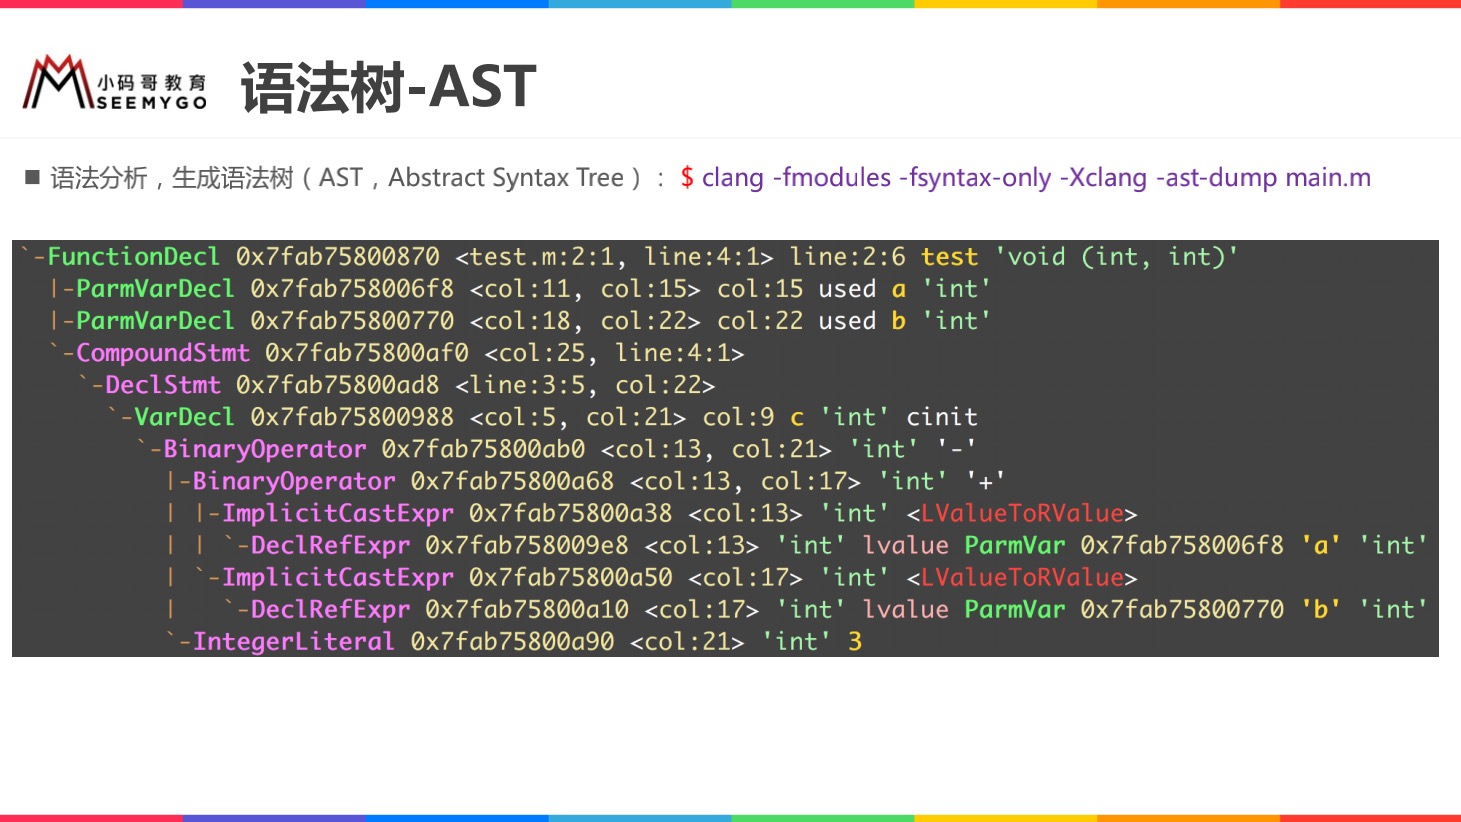 小码哥教育
SEEMYGO
语法树-AST
■ 语法分析，生成语法树（AST，Abstract Syntax Tree）： $ clang -fmodules -fsyntax-only -Xclang -ast-dump main.m
`-FunctionDecl 0x7fab75800870 <test.m:2:1, line:4:1> line:2:6 test 'void (int, int)'
  |-ParmVarDecl 0x7fab758006f8 <col:11, col:15> col:15 used a 'int'
  |-ParmVarDecl 0x7fab75800770 <col:18, col:22> col:22 used b 'int'
  `-CompoundStmt 0x7fab75800af0 <col:25, line:4:1>
    `-DeclStmt 0x7fab75800ad8 <line:3:5, col:22>
      `-VarDecl 0x7fab75800988 <col:5, col:21> col:9 c 'int' cinit
        `-BinaryOperator 0x7fab75800ab0 <col:13, col:21> 'int' '-'
          |-BinaryOperator 0x7fab75800a68 <col:13, col:17> 'int' '+'
          | |-ImplicitCastExpr 0x7fab75800a38 <col:13> 'int' <LValueToRValue>
          | | `-DeclRefExpr 0x7fab758009e8 <col:13> 'int' lvalue ParmVar 0x7fab758006f8 'a' 'int'
          | `-ImplicitCastExpr 0x7fab75800a50 <col:17> 'int' <LValueToRValue>
          |   `-DeclRefExpr 0x7fab75800a10 <col:17> 'int' lvalue ParmVar 0x7fab75800770 'b' 'int'
          `-IntegerLiteral 0x7fab75800a90 <col:21> 'int' 3